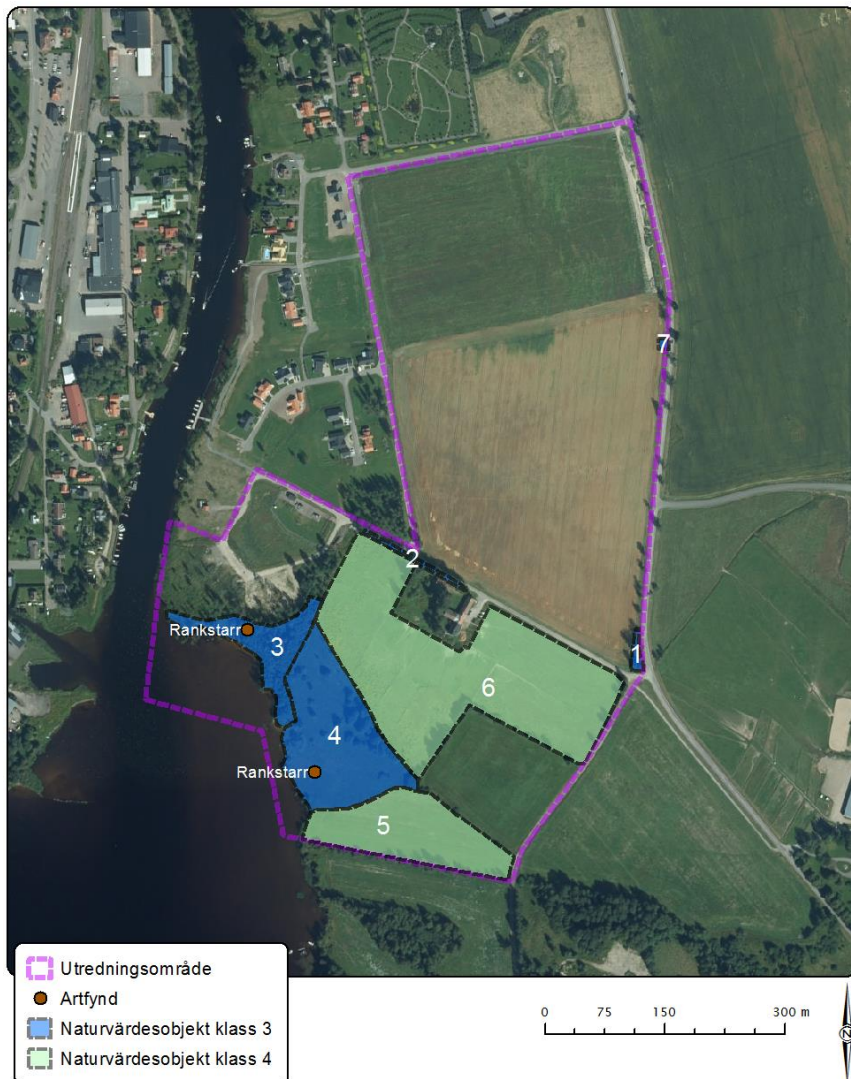 7
2
1
Rankstarr
3
6
4
Rankstarr
5
Utredningsområde
Artfynd
Naturvärdesobjekt klass 3
Naturvärdesobjekt klass 4
0 75 150 300 m
N